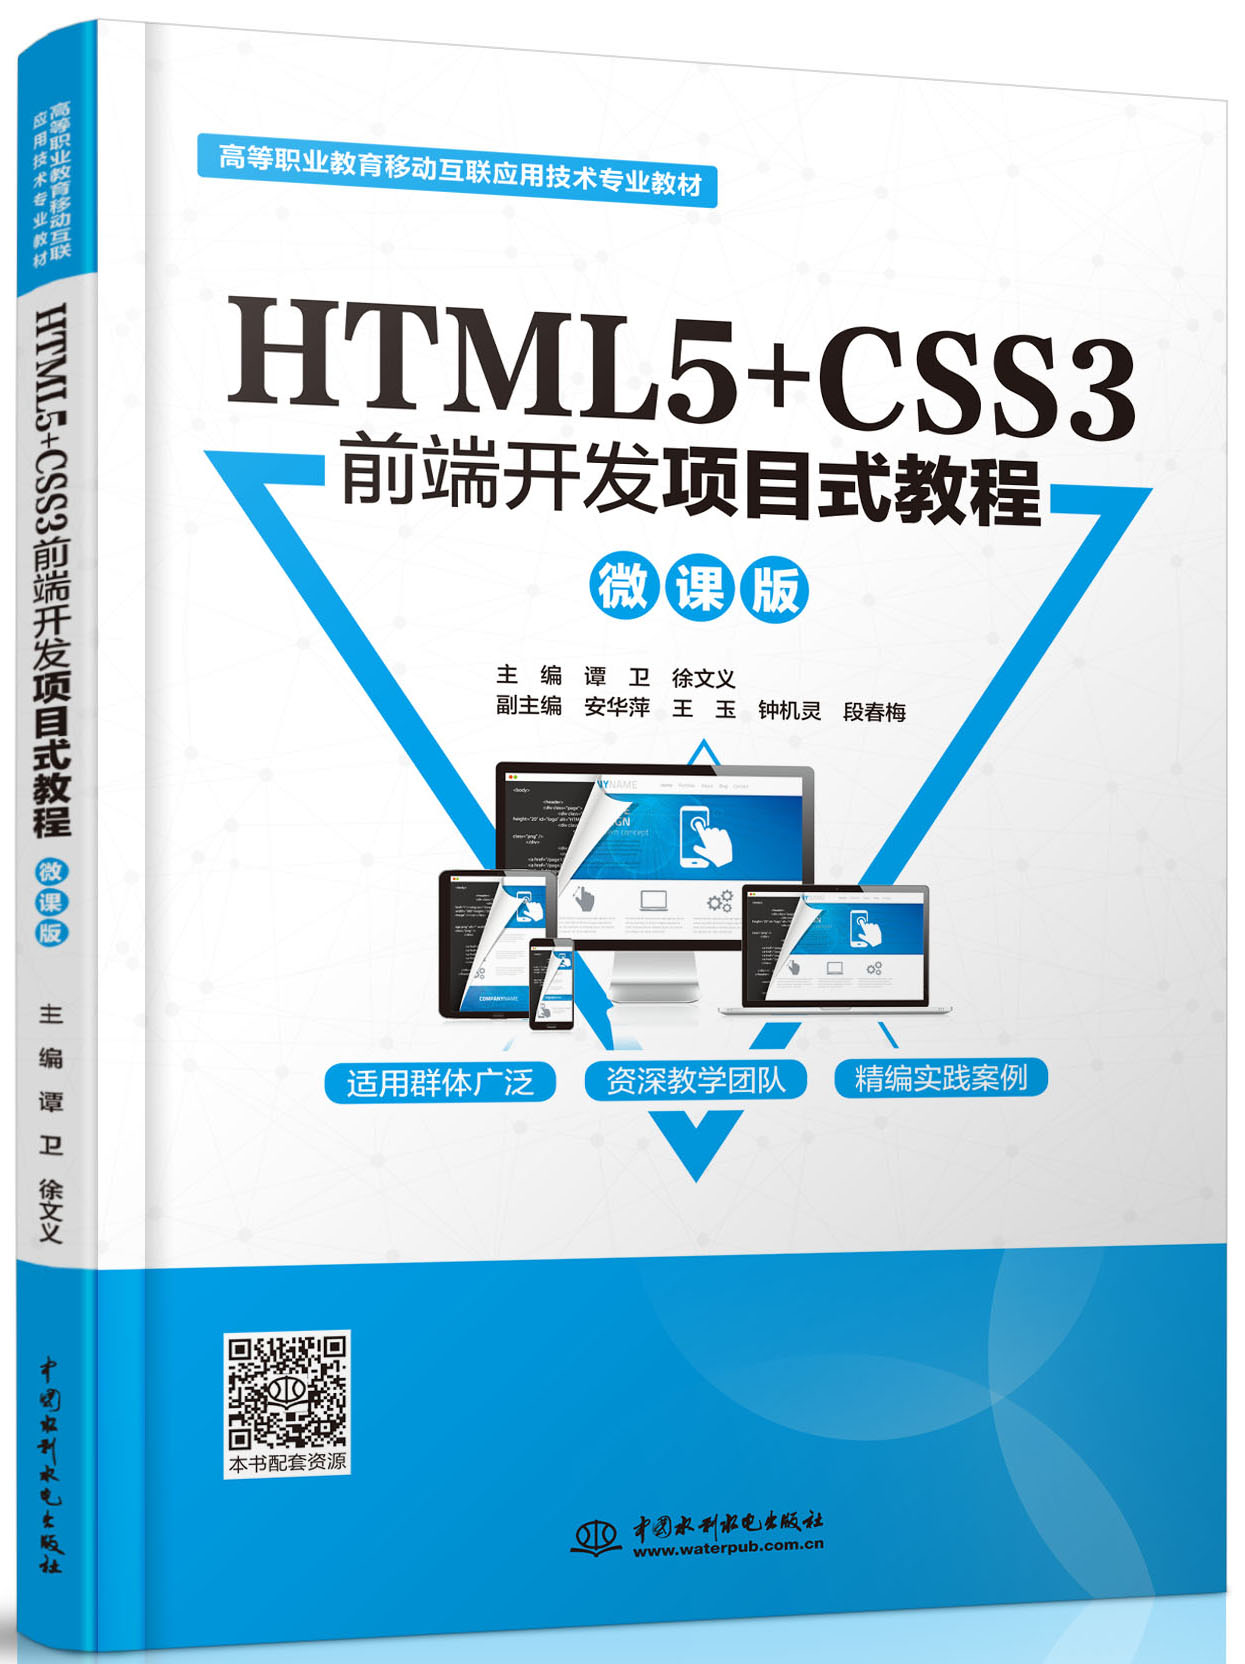 高等职业教育移动互联应用技术专业教材
HTML5+CSS3
前端开发项目式教程
微课版
主 编 谭 卫 徐文义
副主编 安华萍 王 玉 钟机灵 段春梅
适用群体广泛
资深教学团队
精编实践案例
本书配套资源
中国水利水电出版社
www.waterpub.com.cn
高等职业教育移动互联
应用技术专业教材
HTML5+CSS3前端开发项目式教程
微课版
主 编 谭 卫 徐文义
中国水利水电出版社
COMPANYNAME